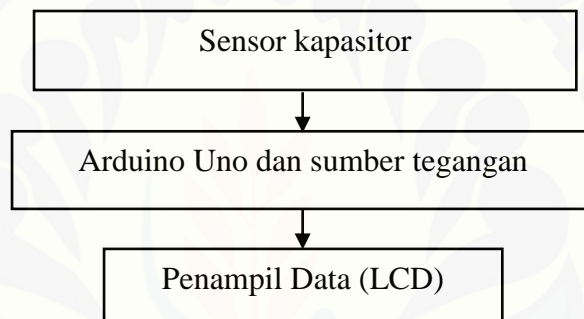 Sensor kapasitor
Arduino Uno dan sumber tegangan
Penampil Data (LCD)